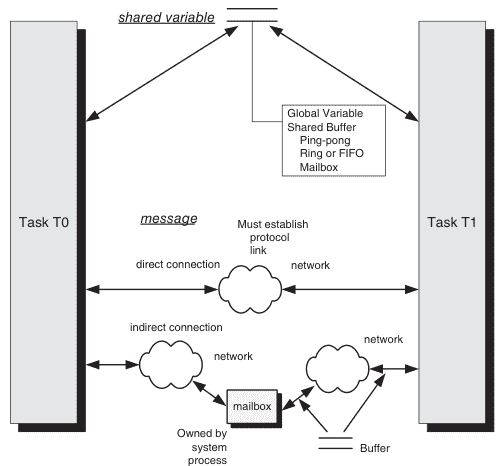 shared variable
Global Variable
Shared Buffer
Ping-pong
Ring or FIFO
Mailbox
Task T0
Task T1
message
Must establish
protocol
link
direct connection
network
indirect connection
network
network
mailbox
Owned by
system
process
Buffer